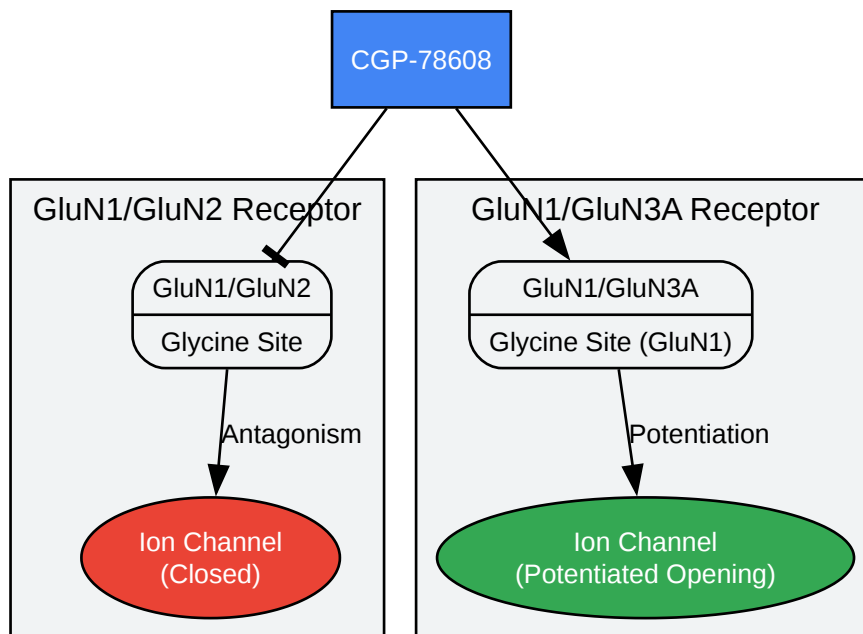 CGP-78608
GluN1/GluN2 Receptor
GluN1/GluN2
Glycine Site
Antagonism
Ion Channel
(Closed)
GluN1/GluN3A Receptor
GluN1/GluN3A
Glycine Site (GluN1)
Potentiation
Ion Channel
(Potentiated Opening)